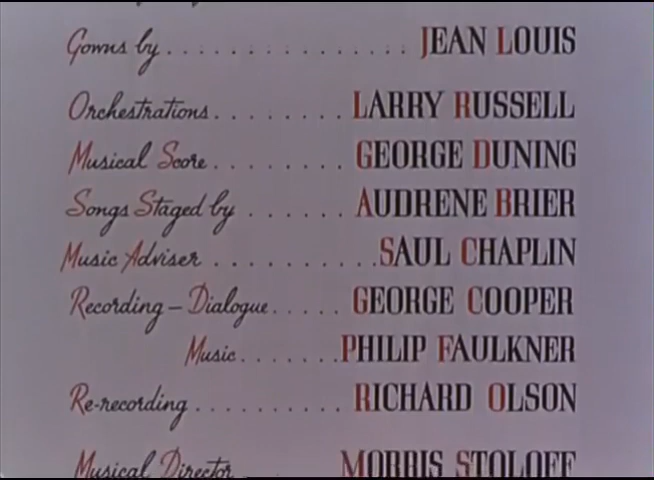 Gowns by................ JEAN LOUIS
Orchestrations......... LARRY RUSSELL
Musical Score......... GEORGE DUNING
Songs Staged by ....... AUDRENE BRIER
Music Adviser ........... SAUL CHAPLIN
Recording – Dialogue..... GEORGE COOPER
Music....... PHILIP FAULKNER
Re-recording .......... RICHARD OLSON
Musical Director ....... MORRIS STOLOFF